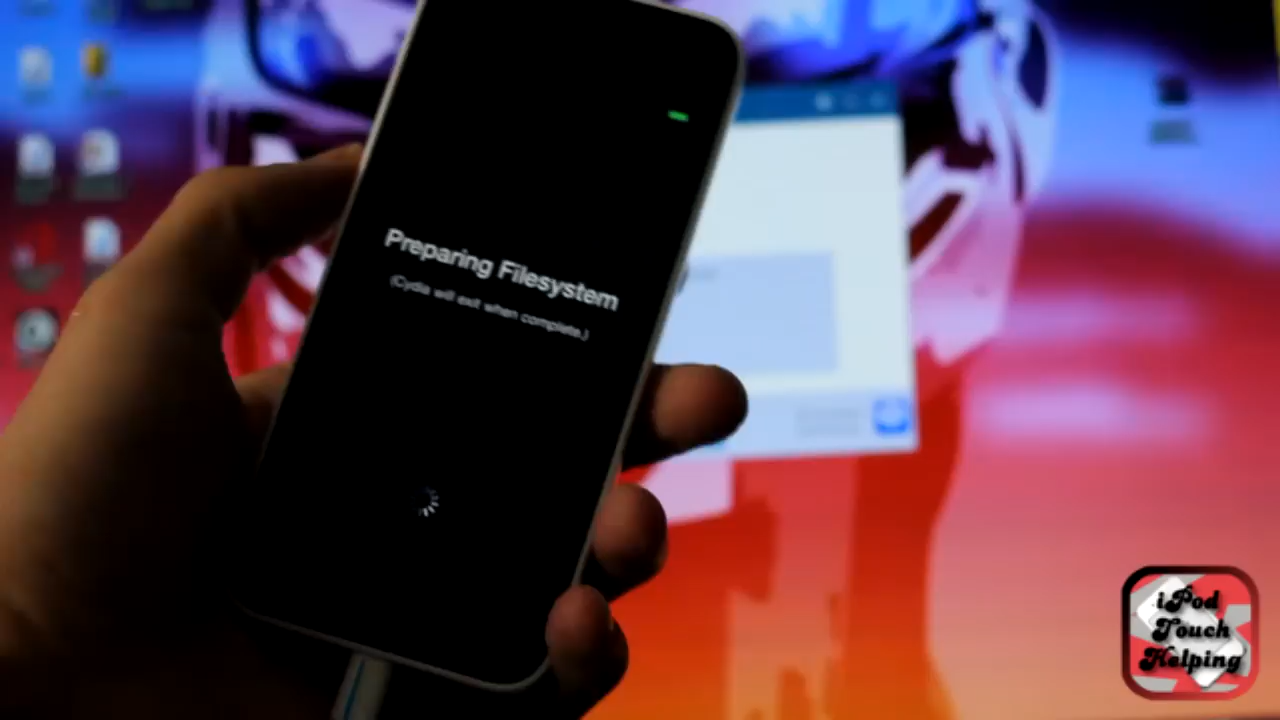 Preparing Filesystem
(Cydia will exit when complete.)
iPod
Touch
Helping